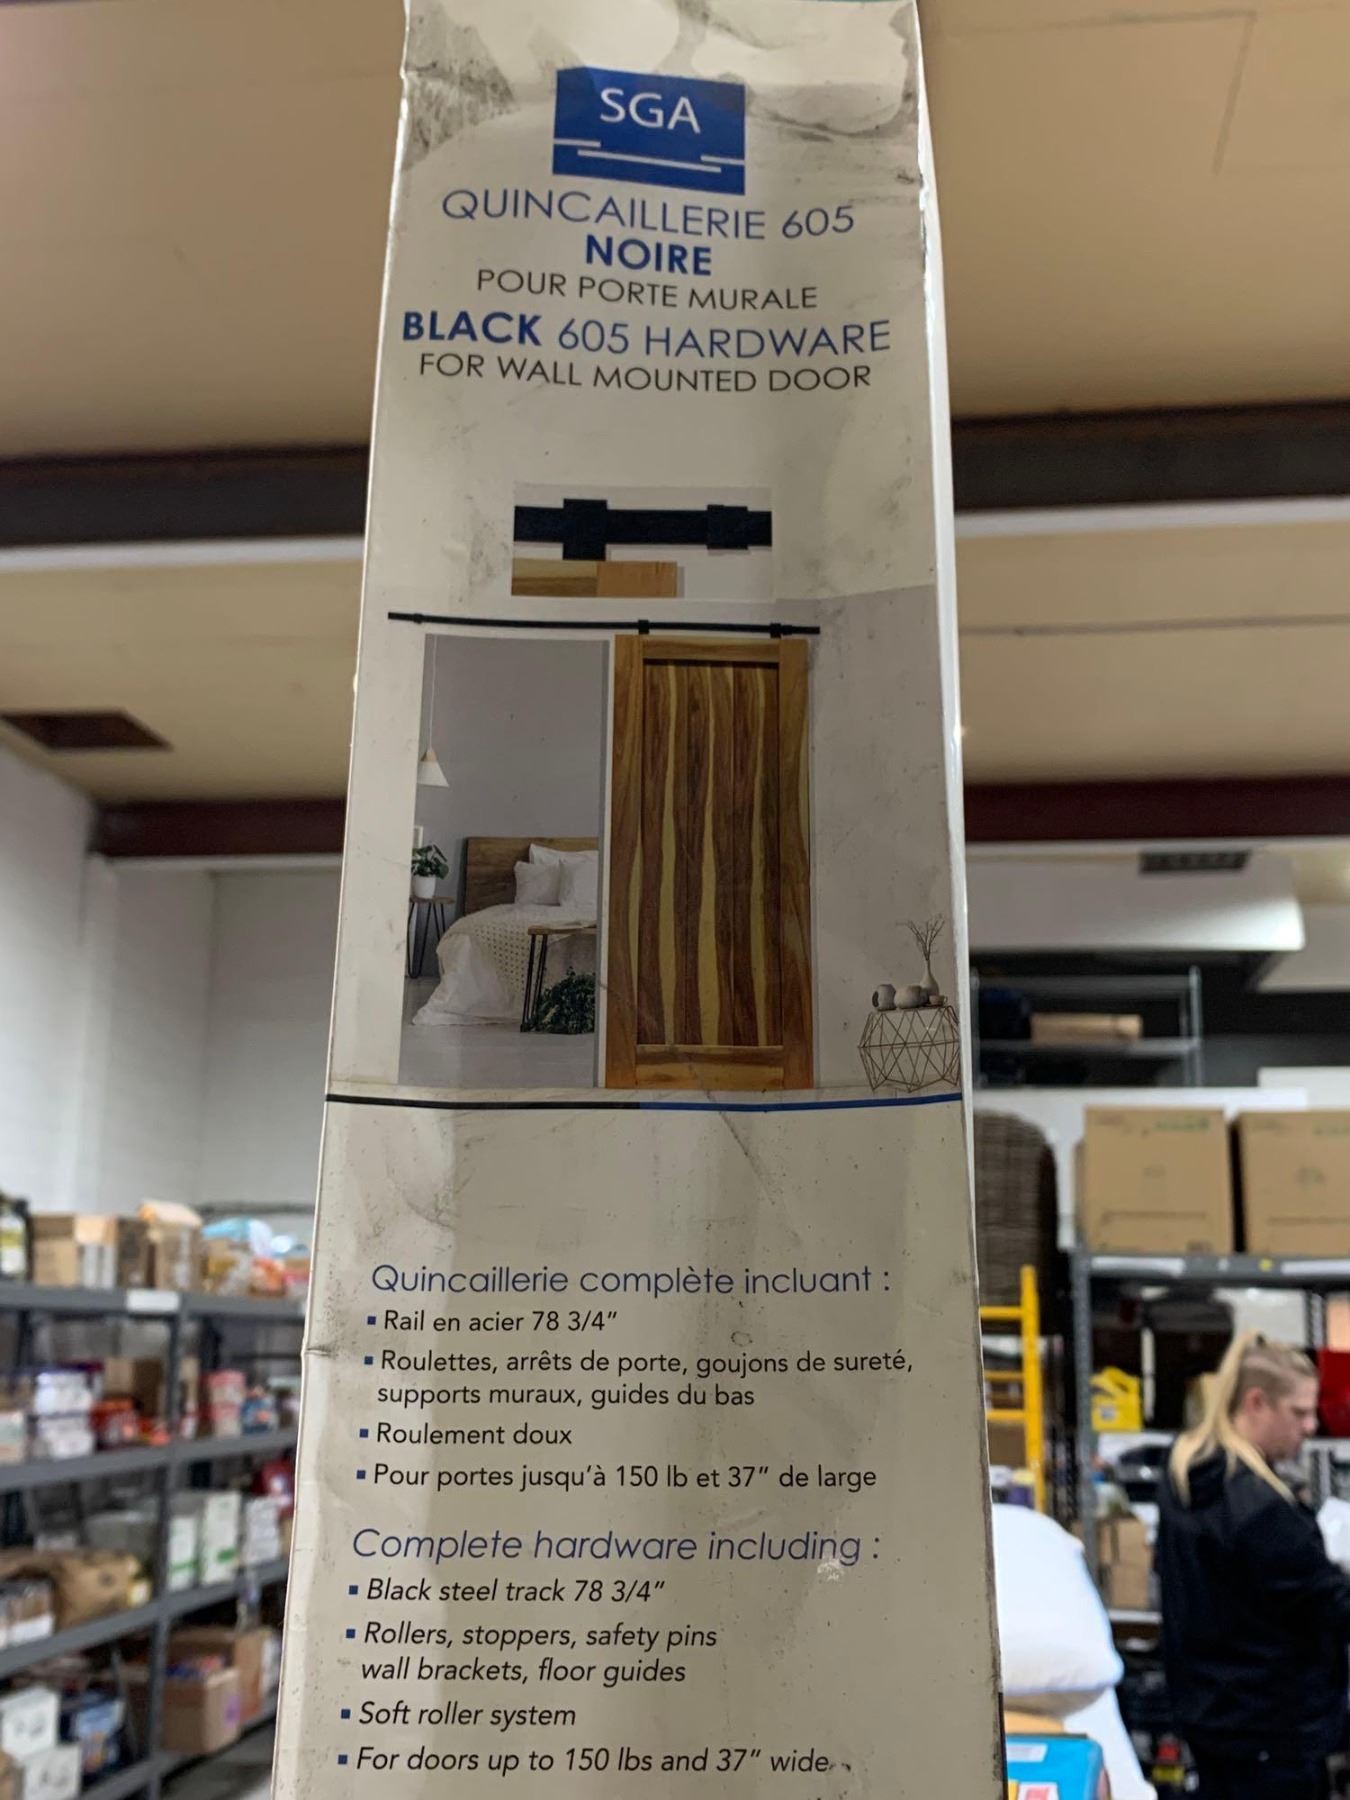 SGA
QUINCAILLERIE 605
NOIRE
POUR PORTE MURALE
BLACK 605 HARDWARE
FOR WALL MOUNTED DOOR
Quincaillerie complète incluant :
▪ Rail en acier 78 3/4"
▪ Roulettes, arrêts de porte, goujons de sureté,
supports muraux, guides du bas
▪ Roulement doux
▪ Pour portes jusqu'à 150 lb et 37" de large
Complete hardware including :
▪ Black steel track 78 3/4"
▪ Rollers, stoppers, safety pins
wall brackets, floor guides
▪ Soft roller system
▪ For doors up to 150 lbs and 37" wide